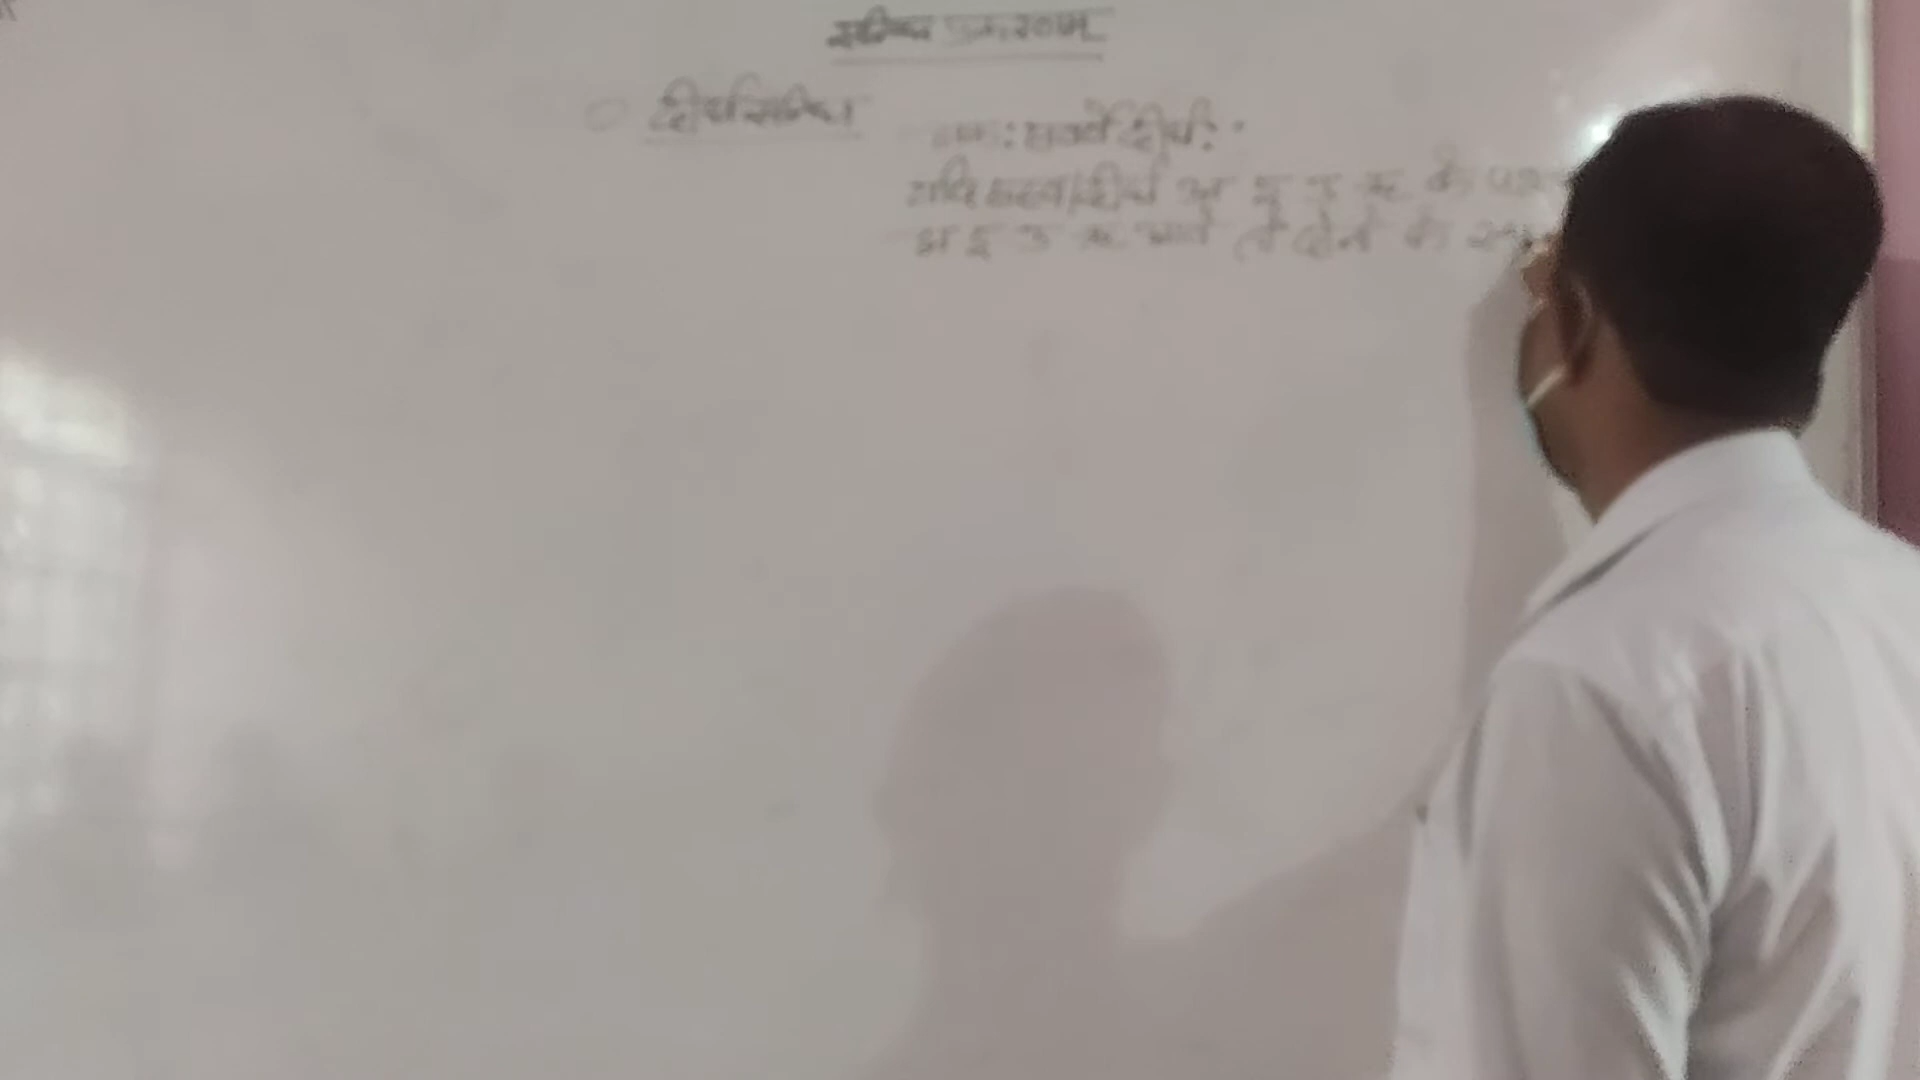 सन्धि प्रकरणम्
दीर्घसन्धि
अकः सवर्णे दीर्घः
यदि ह्रस्व/दीर्घ अ इ उ ऋ के पश्चात
अ इ उ ऋ आये तो दोनों के